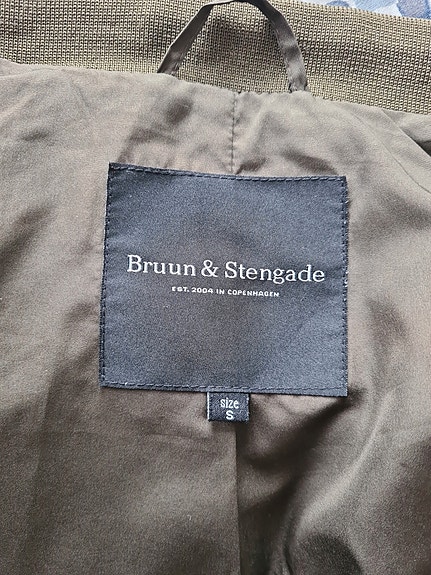 Bruun & Stengade
EST. 2004 IN COPENHAGEN
size
S